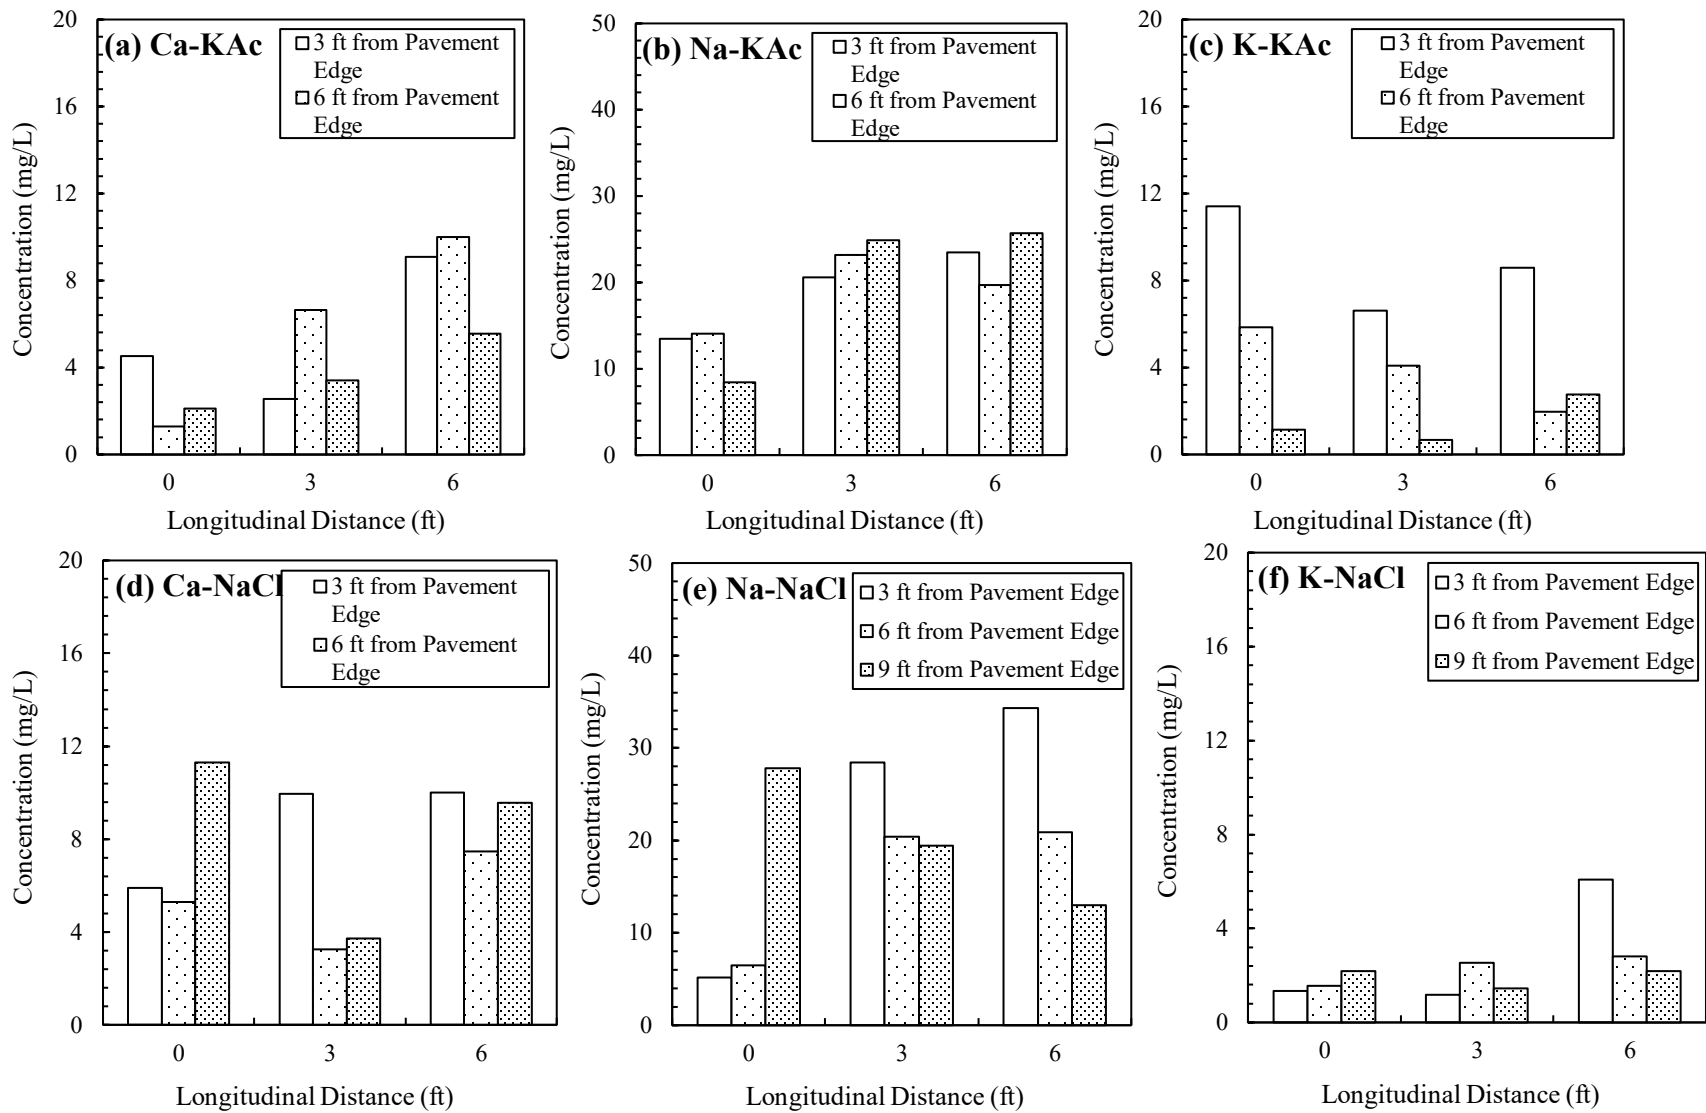 (a) Ca-KAc
3 ft from Pavement
Edge
6 ft from Pavement
Edge
20
16
12
8
4
0
Concentration (mg/L)
0 3 6
Longitudinal Distance (ft)
(b) Na-KAc
3 ft from Pavement
Edge
6 ft from Pavement
Edge
50
40
30
20
10
0
Concentration (mg/L)
0 3 6
Longitudinal Distance (ft)
(c) K-KAc
3 ft from Pavement
Edge
6 ft from Pavement
Edge
20
16
12
8
4
0
Concentration (mg/L)
0 3 6
Longitudinal Distance (ft)
(d) Ca-NaCl
3 ft from Pavement
Edge
6 ft from Pavement
Edge
20
16
12
8
4
0
Concentration (mg/L)
0 3 6
Longitudinal Distance (ft)
(e) Na-NaCl
3 ft from Pavement Edge
6 ft from Pavement Edge
9 ft from Pavement Edge
50
40
30
20
10
0
Concentration (mg/L)
0 3 6
Longitudinal Distance (ft)
(f) K-NaCl
3 ft from Pavement Edge
6 ft from Pavement Edge
9 ft from Pavement Edge
20
16
12
8
4
0
Concentration (mg/L)
0 3 6
Longitudinal Distance (ft)